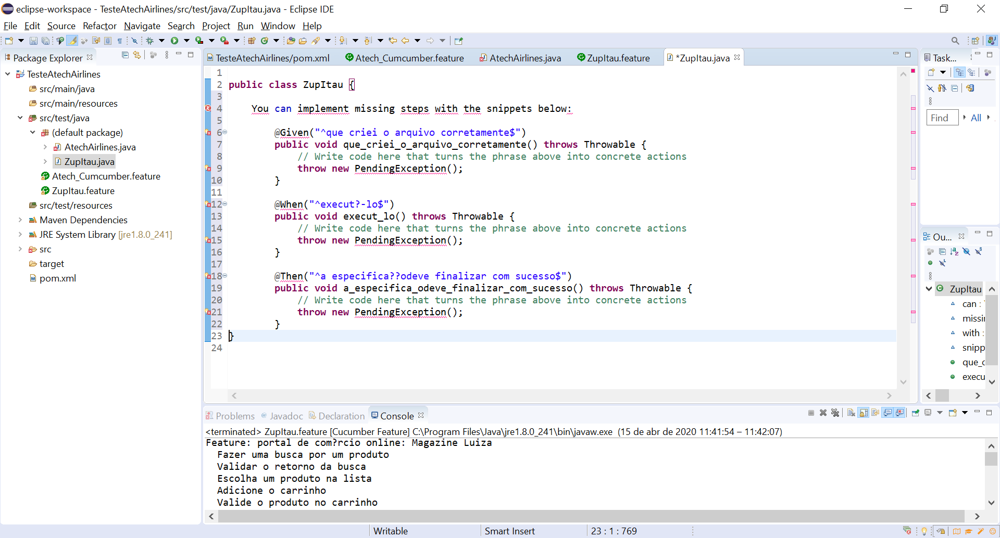 eclipse-workspace - TesteAtechAirlines/src/test/java/ZupItau.java - Eclipse IDE
File Edit Source Refactor Navigate Search Project Run Window Help
Package Explorer
TesteAtechAirlines
src/main/java
src/main/resources
src/test/java
(default package)
AtechAirlines.java
ZupItau.java
Atech_Cumcumber.feature
ZupItau.feature
src/test/resources
Maven Dependencies
JRE System Library [jre1.8.0_241]
src
target
pom.xml
TesteAtechAirlines/pom.xml Atech_Cumcumber.feature AtechAirlines.java ZupItau.feature *ZupItau.java
1
2 public class ZupItau {
3
4 You can implement missing steps with the snippets below:
5
6 @Given("^que criei o arquivo corretamente$")
7 public void que_criei_o_arquivo_corretamente() throws Throwable {
8 // Write code here that turns the phrase above into concrete actions
9 throw new PendingException();
10 }
11
12 @When("^execut?-lo$")
13 public void execut_lo() throws Throwable {
14 // Write code here that turns the phrase above into concrete actions
15 throw new PendingException();
16 }
17
18 @Then("^a especifica??odeve finalizar com sucesso$")
19 public void a_especifica_odeve_finalizar_com_sucesso() throws Throwable {
20 // Write code here that turns the phrase above into concrete actions
21 throw new PendingException();
22 }
23 }
24
Task...
Find All
Ou...
ZupItau
can :
missin
with :
snipp
que_c
execu
Problems Javadoc Declaration Console
<terminated> ZupItau.feature [Cucumber Feature] C:\Program Files\Java\jre1.8.0_241\bin\javaw.exe (15 de abr de 2020 11:41:54 – 11:42:07)
Feature: portal de com?rcio online: Magazine Luiza
Fazer uma busca por um produto
Validar o retorno da busca
Escolha um produto na lista
Adicione o carrinho
Valide o produto no carrinho
Writable Smart Insert 23 : 1 : 769